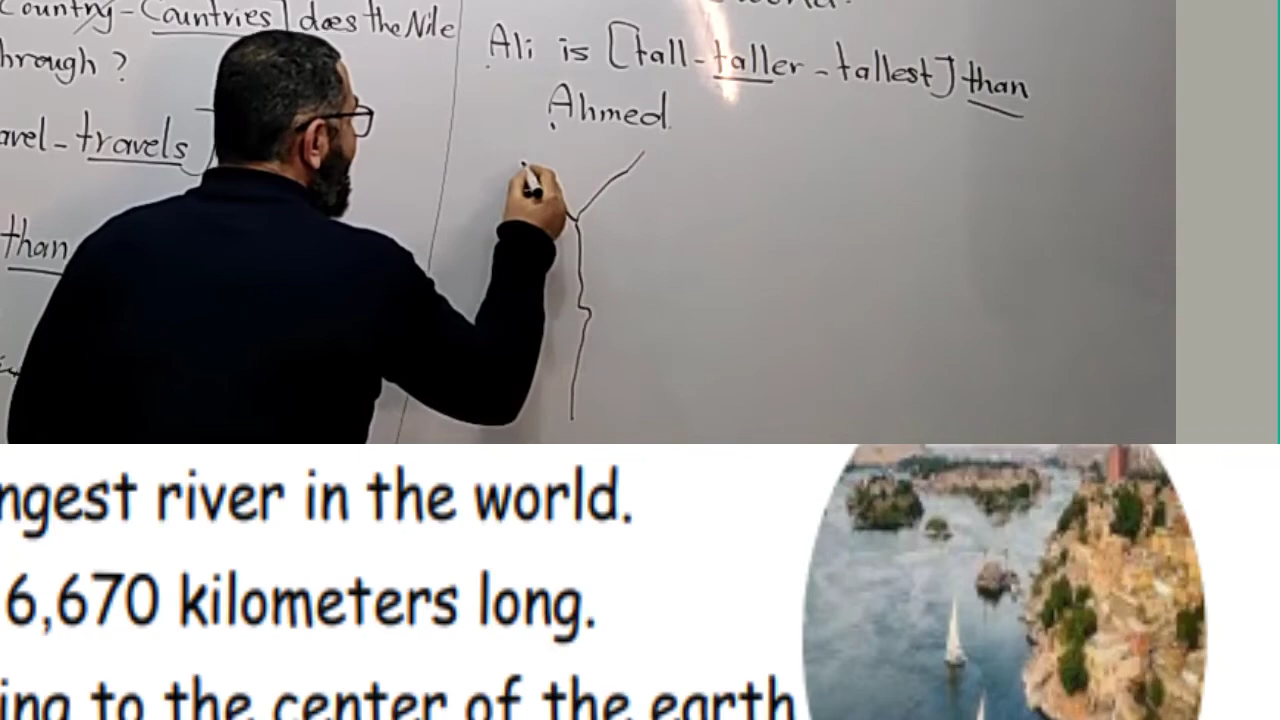 Country-Countries] does the Nile
hrough ?
avel-travels]
than
Ali is [tall-taller-tallest] than
Ahmed.
ngest river in the world.
6,670 kilometers long.
ing to the center of the earth